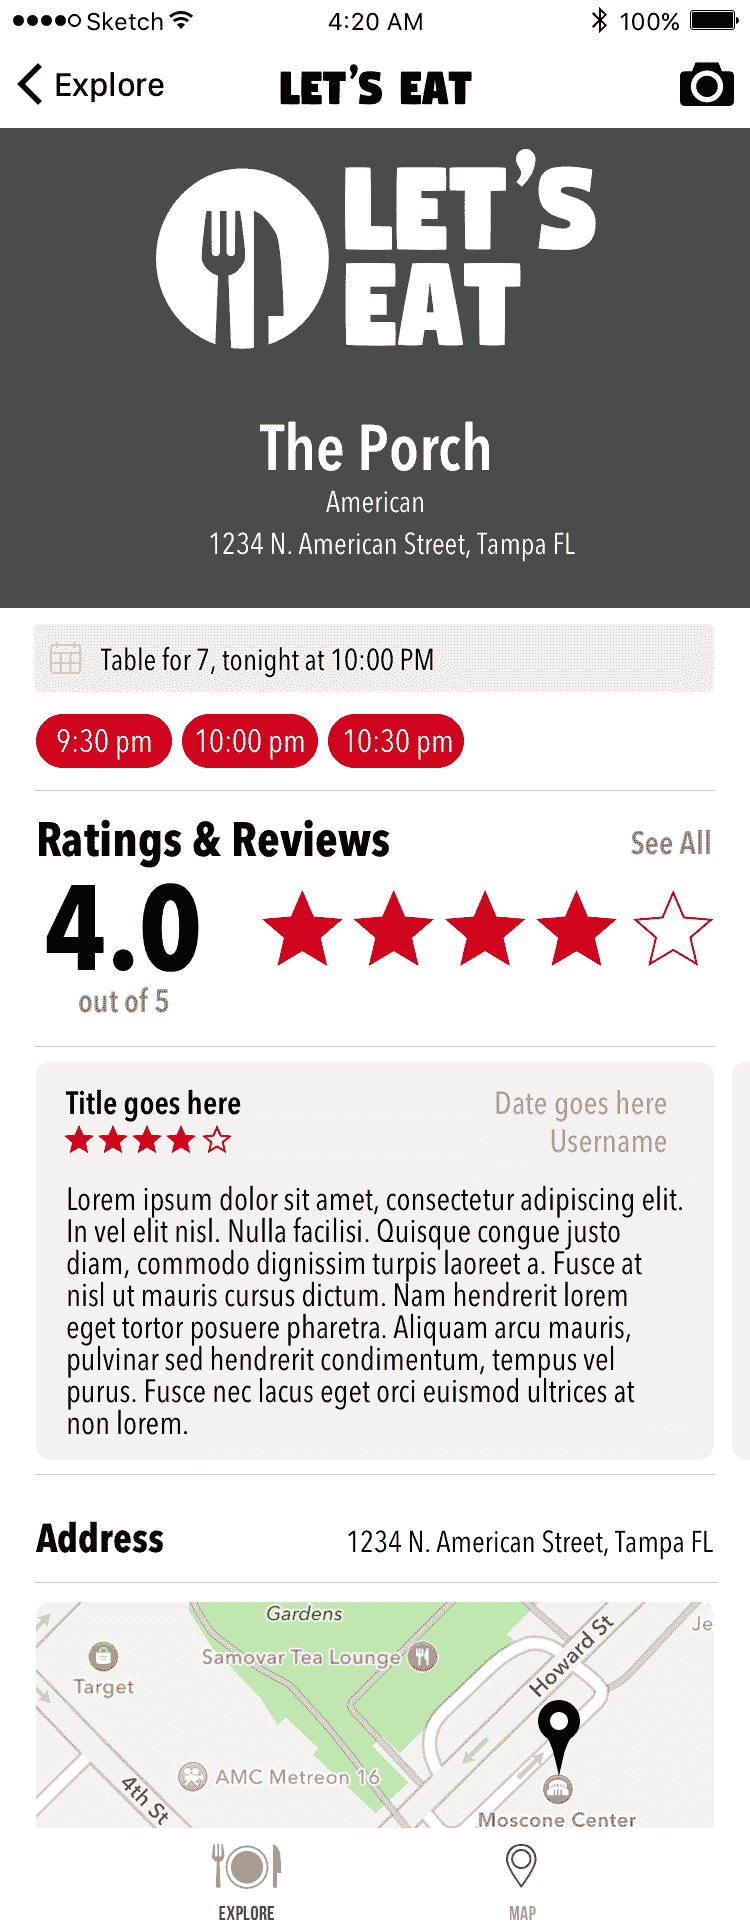 Sketch 4:20 AM 100%
Explore LET'S EAT
LET'S
EAT
The Porch
American
1234 N. American Street, Tampa FL
Table for 7, tonight at 10:00 PM
9:30 pm 10:00 pm 10:30 pm
Ratings & Reviews See All
4.0
out of 5
Title goes here Date goes here
Username
Lorem ipsum dolor sit amet, consectetur adipiscing elit.
In vel elit nisl. Nulla facilisi. Quisque congue justo
diam, commodo dignissim turpis laoreet a. Fusce at
nisl ut mauris cursus dictum. Nam hendrerit lorem
eget tortor posuere pharetra. Aliquam arcu mauris,
pulvinar sed hendrerit condimentum, tempus vel
purus. Fusce nec lacus eget orci euismod ultrices at
non lorem.
Address 1234 N. American Street, Tampa FL
Gardens
Howard St
Je
Samovar Tea Lounge
Target
AMC Metreon 16
4th St
Moscone Center
EXPLORE MAP